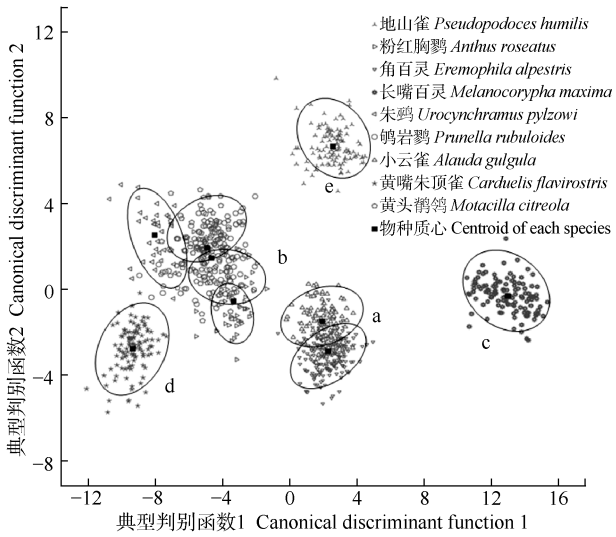 典型判别函数2 Canonical discriminant function 2
12
8
4
0
−4
−8
地山雀 Pseudopodoces humilis
粉红胸鹨 Anthus roseatus
角百灵 Eremophila alpestris
长嘴百灵 Melanocorypha maxima
朱鹀 Urocynchramus pylzowi
鸲岩鹨 Prunella rubuloides
小云雀 Alauda gulgula
黄嘴朱顶雀 Carduelis flavirostris
黄头鹡鸰 Motacilla citreola
物种质心 Centroid of each species
e
b
a
c
d
−12 −8 −4 0 4 8 12 16
典型判别函数1 Canonical discriminant function 1